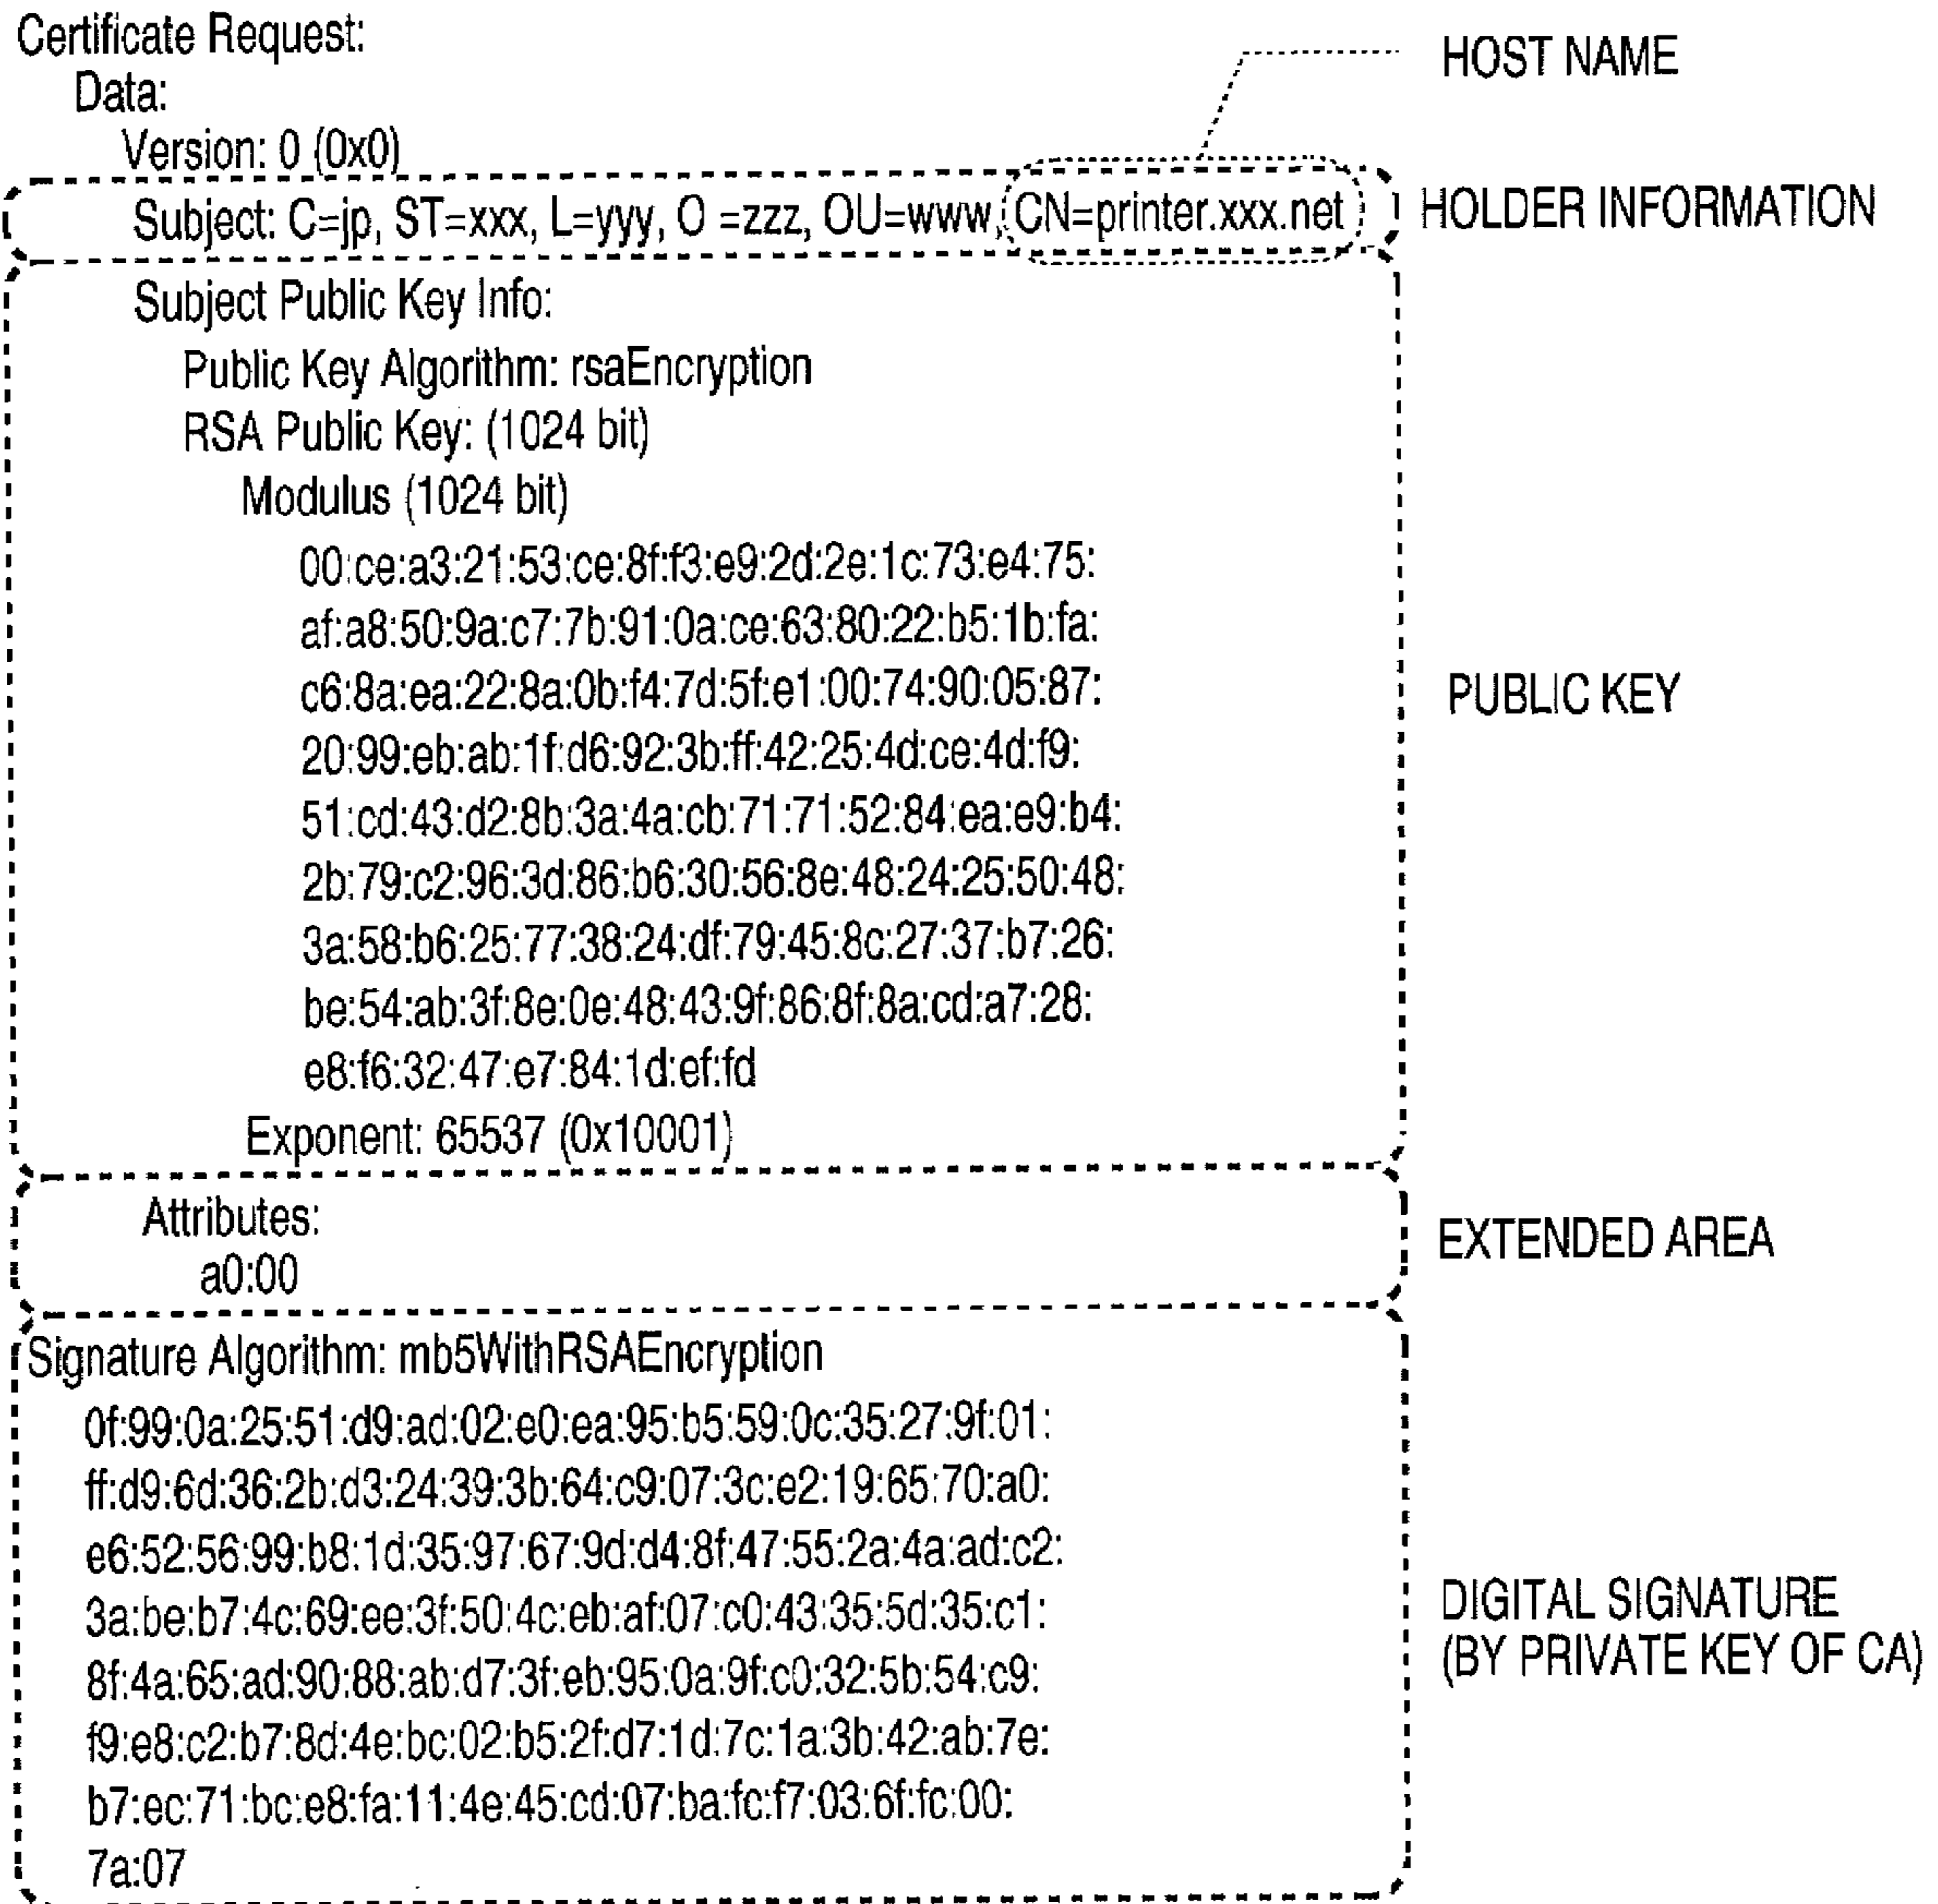 Certificate Request:
HOST NAME
Data:
Version: 0 (0x0)
Subject: C=jp, ST=xxx, L=yyy, O =zzz, OU=www, CN=printer.xxx.net
HOLDER INFORMATION
Subject Public Key Info:
Public Key Algorithm: rsaEncryption
RSA Public Key: (1024 bit)
Modulus (1024 bit)
00:ce:a3:21:53:ce:8f:f3:e9:2d:2e:1c:73:e4:75:
af:a8:50:9a:c7:7b:91:0a:ce:63:80:22:b5:1b:fa:
c6:8a:ea:22:8a:0b:f4:7d:5f:e1:00:74:90:05:87:
PUBLIC KEY
20:99:eb:ab:1f:d6:92:3b:ff:42:25:4d:ce:4d:f9:
51:cd:43:d2:8b:3a:4a:cb:71:71:52:84:ea:e9:b4:
2b:79:c2:96:3d:86:b6:30:56:8e:48:24:25:50:48:
3a:58:b6:25:77:38:24:df:79:45:8c:27:37:b7:26:
be:54:ab:3f:8e:0e:48:43:9f:86:8f:8a:cd:a7:28:
e8:f6:32:47:e7:84:1d:ef:fd
Exponent: 65537 (0x10001)
Attributes:
EXTENDED AREA
a0:00
Signature Algorithm: mb5WithRSAEncryption
0f:99:0a:25:51:d9:ad:02:e0:ea:95:b5:59:0c:35:27:9f:01:
ff:d9:6d:36:2b:d3:24:39:3b:64:c9:07:3c:e2:19:65:70:a0:
e6:52:56:99:b8:1d:35:97:67:9d:d4:8f:47:55:2a:4a:ad:c2:
3a:be:b7:4c:69:ee:3f:50:4c:eb:af:07:c0:43:35:5d:35:c1:
DIGITAL SIGNATURE
(BY PRIVATE KEY OF CA)
8f:4a:65:ad:90:88:ab:d7:3f:eb:95:0a:9f:c0:32:5b:54:c9:
f9:e8:c2:b7:8d:4e:bc:02:b5:2f:d7:1d:7c:1a:3b:42:ab:7e:
b7:ec:71:bc:e8:fa:11:4e:45:cd:07:ba:fc:f7:03:6f:fc:00:
7a:07